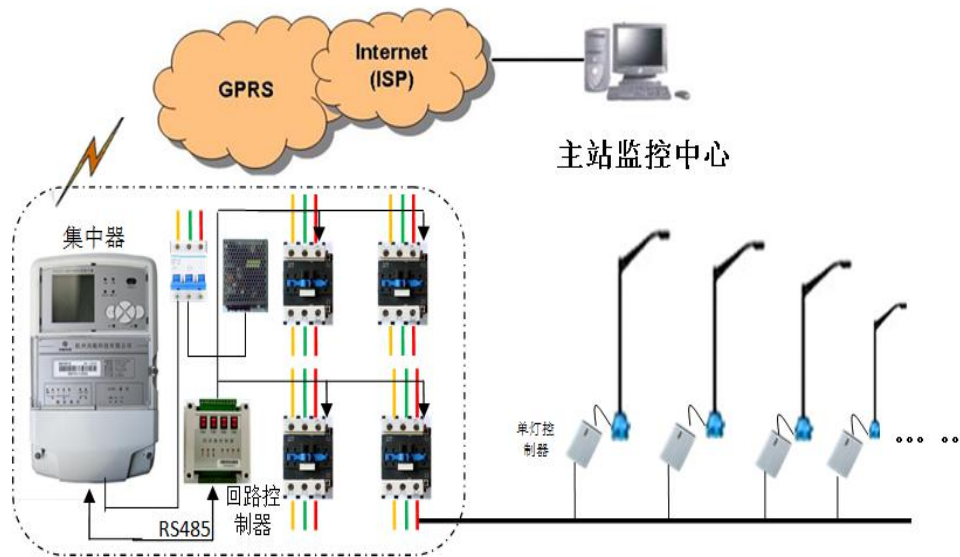 Internet
(ISP)
GPRS
主站监控中心
集中器
单灯控
制器
回路控
制器
RS485
... ...